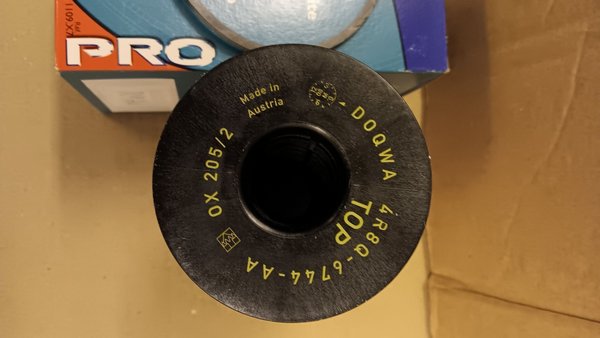 PRO
Made in
Austria
DOQWA
4R8Q-6744-AA
TOP
OX 205/2